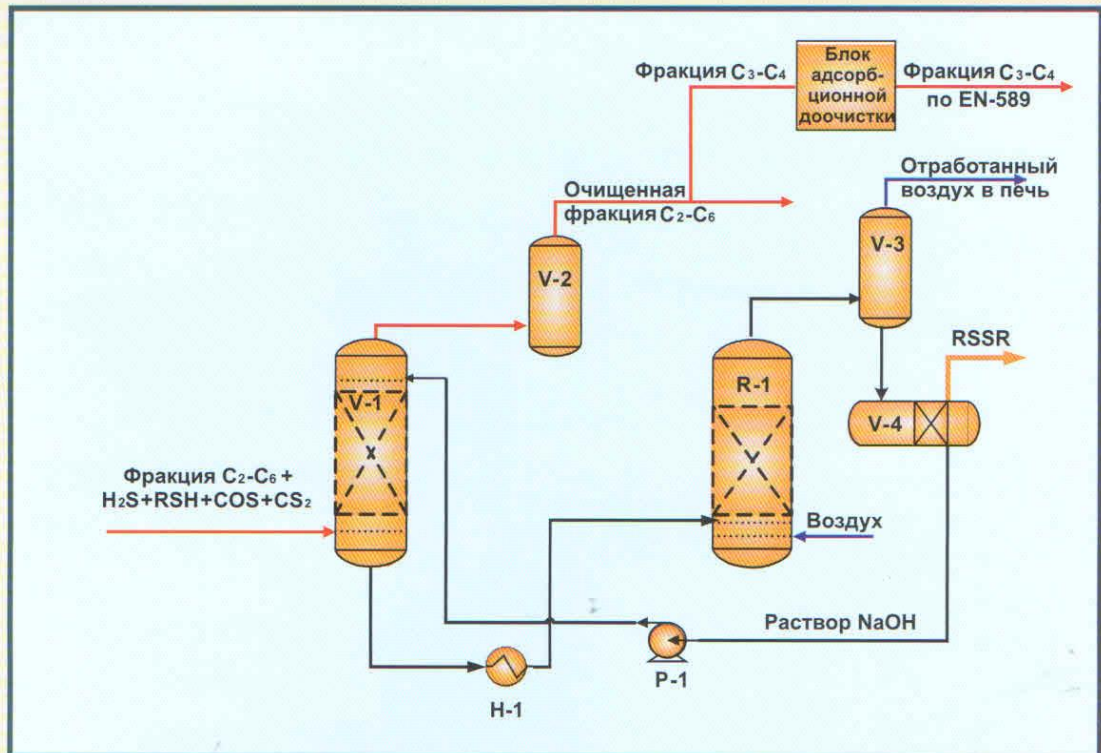 Блок
адсорб-
ционной
доочистки
Фракция C₃-C₄
Фракция C₃-C₄
по EN-589
Отработанный
воздух в печь
Очищенная
фракция C₂-C₆
V-2
V-3
RSSR
V-1
R-1
V-4
Фракция C₂-C₆ +
H₂S+RSH+COS+CS₂
Воздух
Раствор NaOH
P-1
H-1